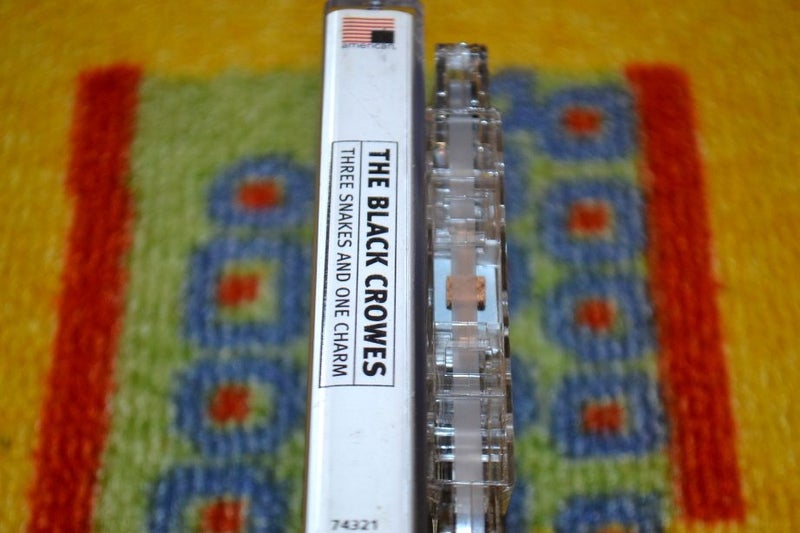 american
THE BLACK CROWES
THREE SNAKES AND ONE CHARM
74321